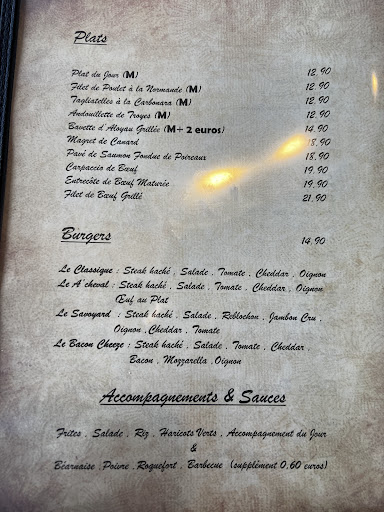 Plats
Plat du Jour (M) 12,90
Filet de Poulet à la Normande (M) 12,90
Tagliatelles à la Carbonara (M) 12,90
Andouillette de Troyes (M) 12,90
Bavette d'Aloyau Grillée (M+ 2 euros) 14,90
Magret de Canard 8,90
Pavé de Saumon Fondue de Poireaux 18,90
Carpaccio de Bœuf 19,90
Entrecôte de Bœuf Maturée 19,90
Filet de Bœuf Grillé 21,90
Burgers 14,90
Le Classique : Steak haché , Salade , Tomate , Cheddar , Oignon
Le A cheval : Steak haché , Salade , Tomate , Cheddar , Oignon
Œuf au Plat
Le Savoyard : Steak haché , Salade , Reblochon , Jambon Cru ,
Oignon ,Cheddar , Tomate
Le Bacon Cheeze : Steak haché , Salade , Tomate , Cheddar ,
Bacon , Mozzarella ,Oignon
Accompagnements & Sauces
Frites , Salade , Riz , Haricots Verts , Accompagnement du Jour
&
Béarnaise ,Poivre ,Roquefort , Barbecue (supplément 0,60 euros)